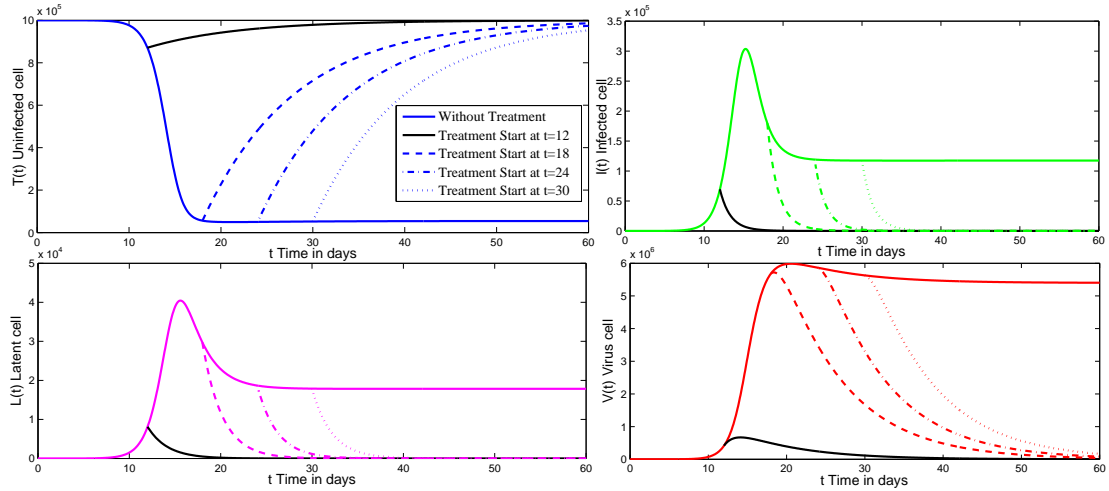 x 10^5
10
8
6
4
2
0
T(t) Uninfected cell
Without Treatment
Treatment Start at t=12
Treatment Start at t=18
Treatment Start at t=24
Treatment Start at t=30
0 10 20 30 40 50 60
t Time in days
x 10^5
3.5
3
2.5
2
1.5
1
0.5
0
I(t) Infected cell
0 10 20 30 40 50 60
t Time in days
x 10^4
5
4
3
2
1
0
L(t) Latent cell
0 10 20 30 40 50 60
t Time in days
x 10^6
6
5
4
3
2
1
0
V(t) Virus cell
0 10 20 30 40 50 60
t Time in days